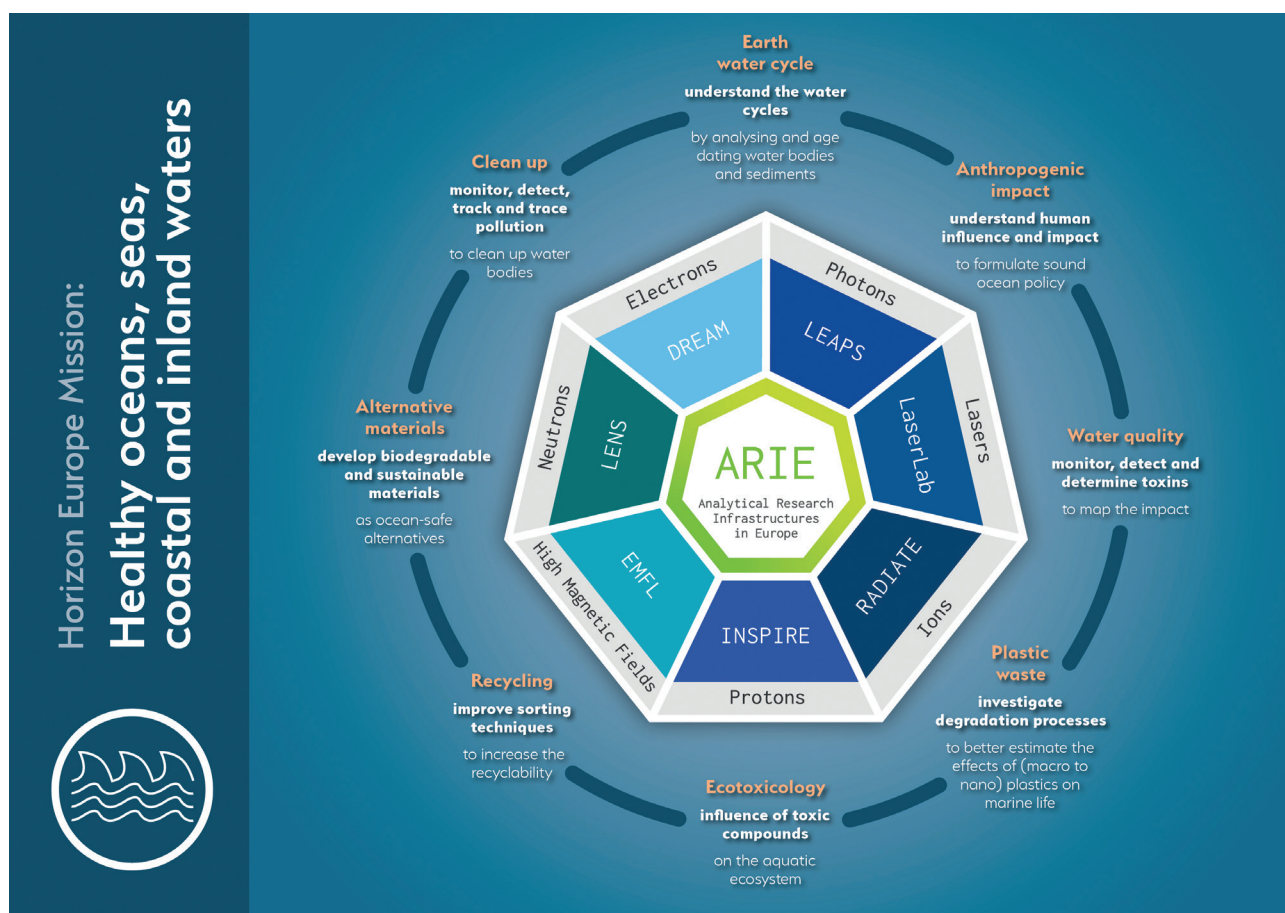 Horizon Europe Mission:
Healthy oceans, seas,
coastal and inland waters
Earth
water cycle
understand the water
cycles
by analysing and age
dating water bodies
and sediments
Anthropogenic
impact
understand human
influence and impact
to formulate sound
ocean policy
Water quality
monitor, detect and
determine toxins
to map the impact
Plastic
waste
investigate
degradation processes
to better estimate the
effects of (macro to
nano) plastics on
marine life
Ecotoxicology
influence of toxic
compounds
on the aquatic
ecosystem
Recycling
improve sorting
techniques
to increase the
recyclability
Alternative
materials
develop biodegradable
and sustainable
materials
as ocean-safe
alternatives
Clean up
monitor, detect,
track and trace
pollution
to clean up water
bodies
Electrons
DREAM
Photons
LEAPS
Lasers
LaserLab
Ions
RADIATE
Protons
INSPIRE
High Magnetic Fields
EMFL
Neutrons
LENS
ARIE
Analytical Research
Infrastructures
in Europe